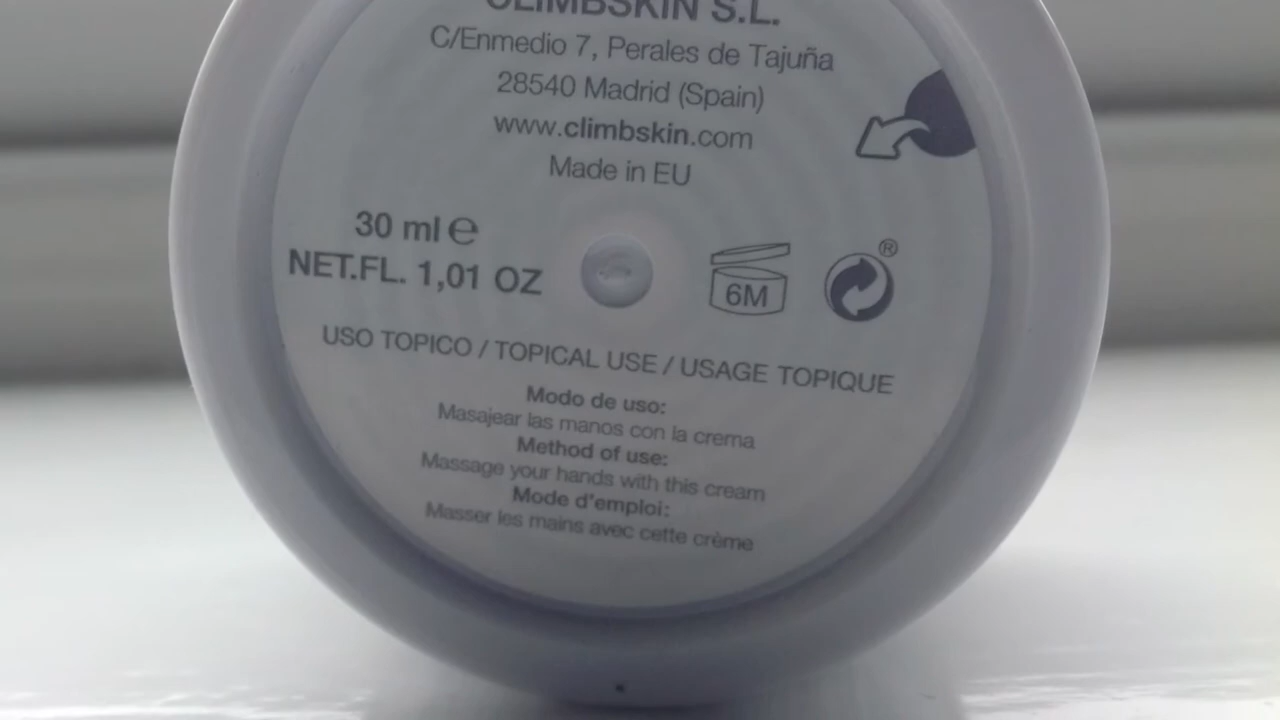 CLIMBSKIN S.L.
C/Enmedio 7, Perales de Tajuña
28540 Madrid (Spain)
www.climbskin.com
Made in EU
30 ml ℮
NET.FL. 1,01 OZ
6M
®
USO TOPICO / TOPICAL USE / USAGE TOPIQUE
Modo de uso:
Masajear las manos con la crema
Method of use:
Massage your hands with this cream
Mode d'emploi:
Masser les mains avec cette crème